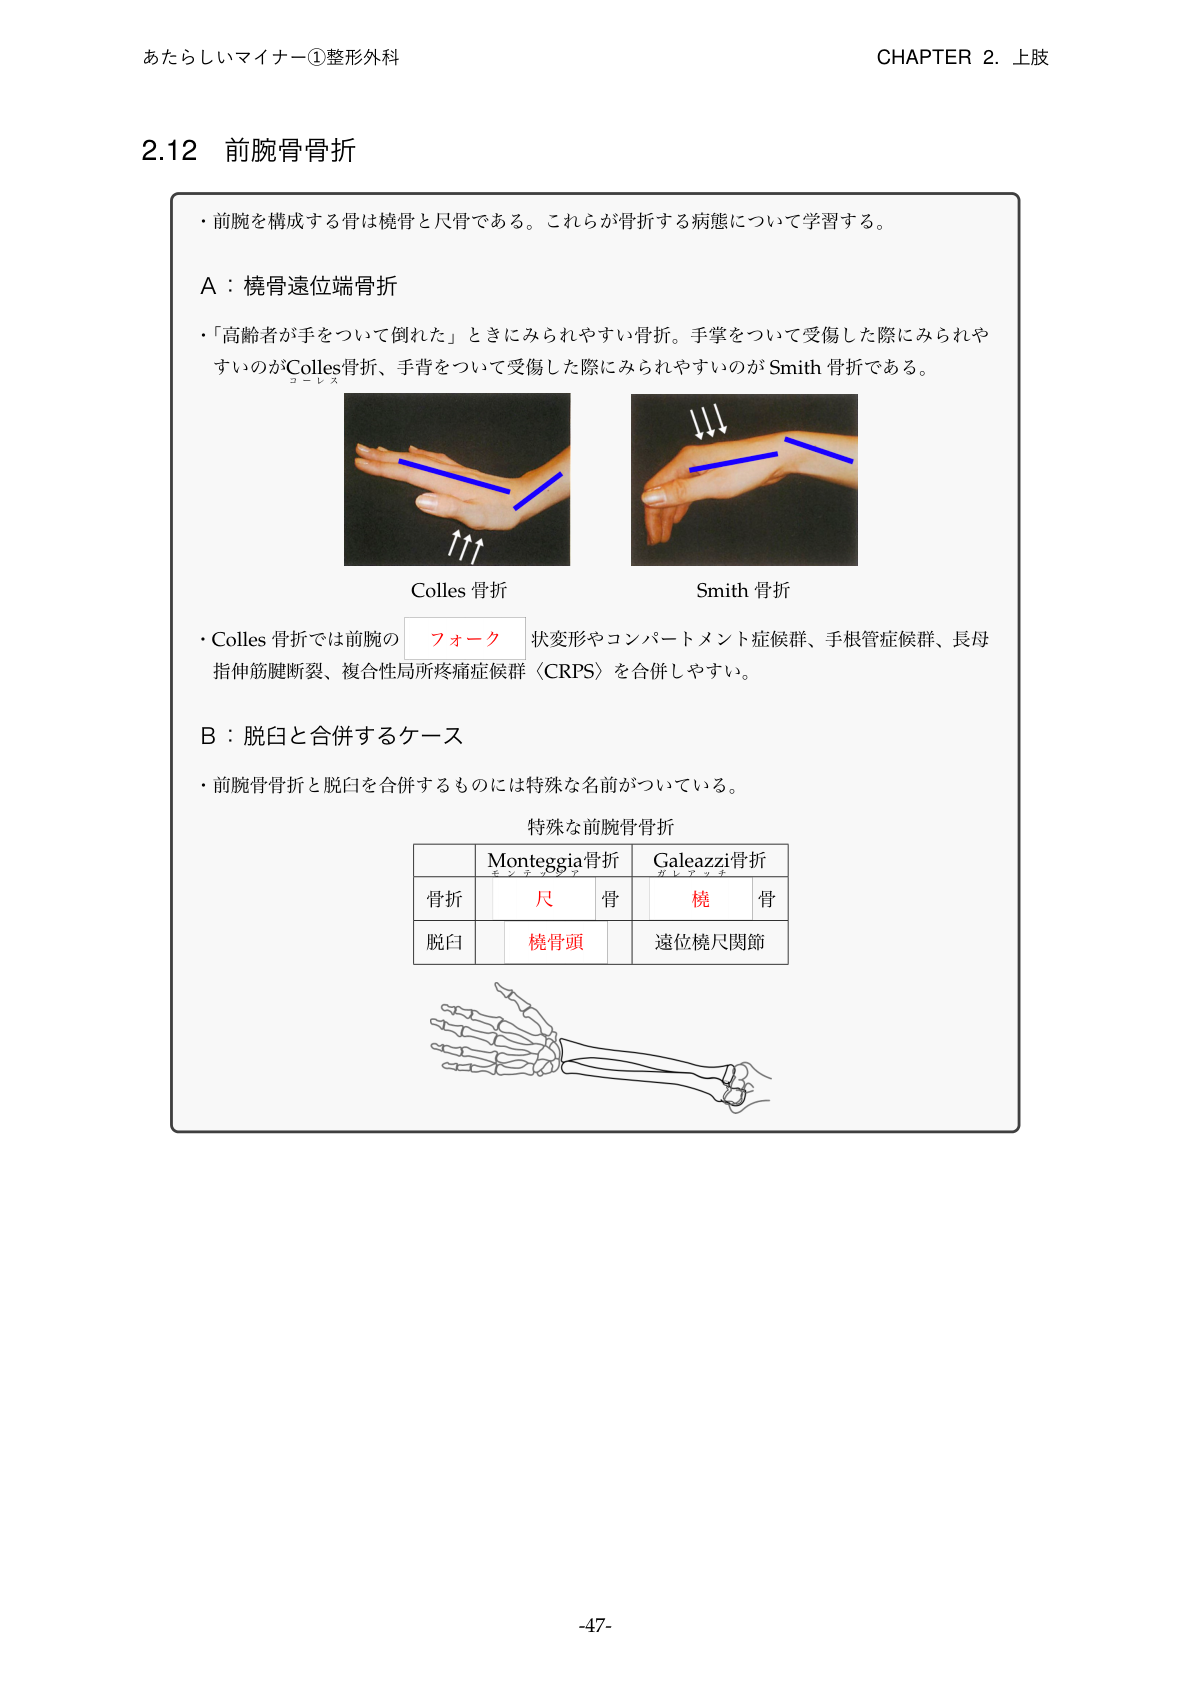 あたらしいマイナー①整形外科
CHAPTER 2. 上肢
2.12 前腕骨骨折
・前腕を構成する骨は橈骨と尺骨である。これらが骨折する病態について学習する。
A：橈骨遠位端骨折
・「高齢者が手をついて倒れた」ときにみられやすい骨折。手掌をついて受傷した際にみられや
すいのがColles骨折、手背をついて受傷した際にみられやすいのが Smith 骨折である。
コーレス
Colles 骨折
Smith 骨折
・Colles 骨折では前腕の フォーク 状変形やコンパートメント症候群、手根管症候群、長母
指伸筋腱断裂、複合性局所疼痛症候群〈CRPS〉を合併しやすい。
B：脱臼と合併するケース
・前腕骨骨折と脱臼を合併するものには特殊な名前がついている。
特殊な前腕骨骨折
Monteggia骨折 Galeazzi骨折
モンテッジア ガレアッチ
骨折 尺 骨 橈 骨
脱臼 橈骨頭 遠位橈尺関節
-47-